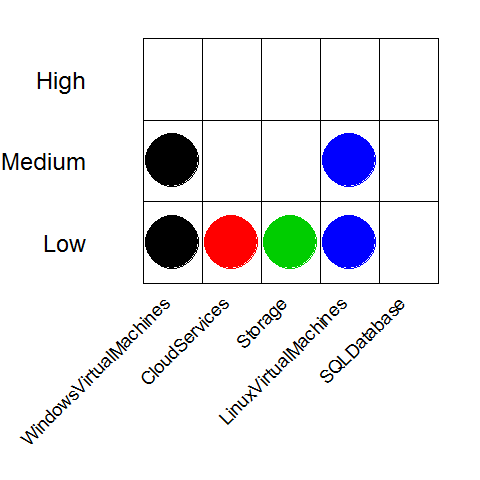 High
Medium
Low
WindowsVirtualMachines
CloudServices
Storage
LinuxVirtualMachines
SQLDatabase